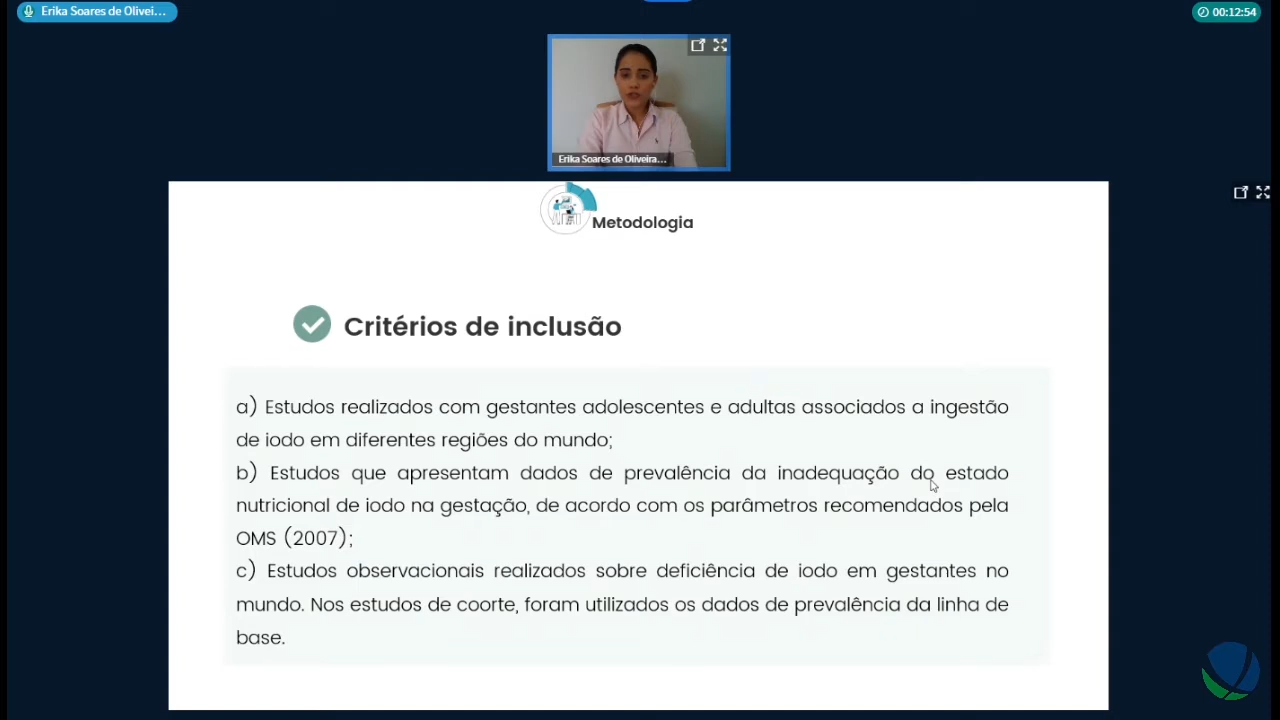 Erika Soares de Olivei...
00:12:54
Erika Soares de Oliveira...
Metodologia
Critérios de inclusão
a) Estudos realizados com gestantes adolescentes e adultas associados a ingestão
de iodo em diferentes regiões do mundo;
b) Estudos que apresentam dados de prevalência da inadequação do estado
nutricional de iodo na gestação, de acordo com os parâmetros recomendados pela
OMS (2007);
c) Estudos observacionais realizados sobre deficiência de iodo em gestantes no
mundo. Nos estudos de coorte, foram utilizados os dados de prevalência da linha de
base.